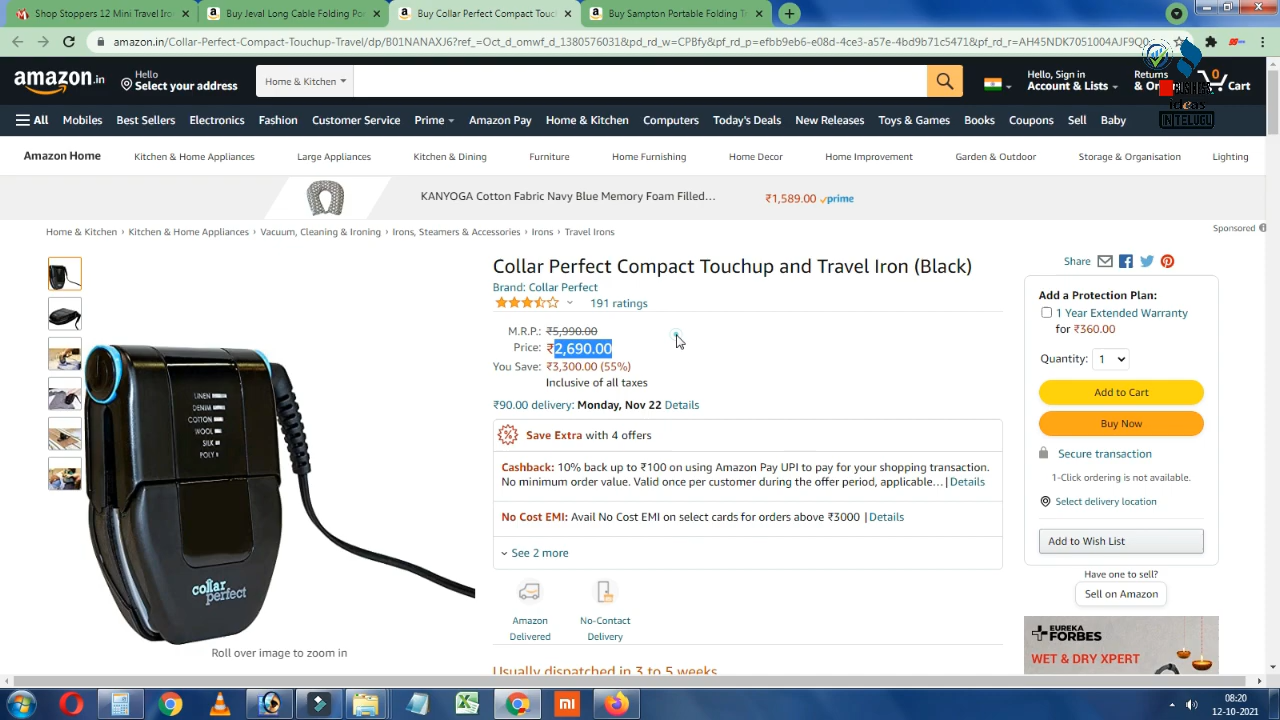 Shop Stoppers 12 Mini Travel Iro
Buy Jeval Long Cable Folding Po
Buy Collar Perfect Compact Touc
Buy Sampton Portable Folding T
amazon.in/Collar-Perfect-Compact-Touchup-Travel/dp/B01NANAXJ6?ref_=Oct_d_omwf_d_1380576031&pd_rd_w=CPBfy&pf_rd_p=efbb9eb6-e08d-4ce3-a57e-4bd9b71c5471&pf_rd_r=AH45NDK7051004AJF9Q0
amazon.in
Hello
Select your address
Home & Kitchen
Hello, Sign in
Account & Lists
Returns
& Or
0
Cart
ideas
IN TELUGU
All Mobiles Best Sellers Electronics Fashion Customer Service Prime Amazon Pay Home & Kitchen Computers Today's Deals New Releases Toys & Games Books Coupons Sell Baby
Amazon Home Kitchen & Home Appliances Large Appliances Kitchen & Dining Furniture Home Furnishing Home Decor Home Improvement Garden & Outdoor Storage & Organisation Lighting
KANYOGA Cotton Fabric Navy Blue Memory Foam Filled... ₹1,589.00 prime
Home & Kitchen › Kitchen & Home Appliances › Vacuum, Cleaning & Ironing › Irons, Steamers & Accessories › Irons › Travel Irons
Sponsored
Collar Perfect Compact Touchup and Travel Iron (Black)
Brand: Collar Perfect
191 ratings
M.R.P.: ₹5,990.00
Price: ₹2,690.00
You Save: ₹3,300.00 (55%)
Inclusive of all taxes
₹90.00 delivery: Monday, Nov 22 Details
Save Extra with 4 offers
Cashback: 10% back up to ₹100 on using Amazon Pay UPI to pay for your shopping transaction.
No minimum order value. Valid once per customer during the offer period, applicable... | Details
No Cost EMI: Avail No Cost EMI on select cards for orders above ₹3000 | Details
See 2 more
Amazon
Delivered
No-Contact
Delivery
Usually dispatched in 3 to 5 weeks
LINEN
DENIM
COTTON
WOOL
SILK
POLY
collar
perfect
Roll over image to zoom in
Share
Add a Protection Plan:
1 Year Extended Warranty
for ₹360.00
Quantity: 1
Add to Cart
Buy Now
Secure transaction
1-Click ordering is not available.
Select delivery location
Add to Wish List
Have one to sell?
Sell on Amazon
EUREKA
FORBES
WET & DRY XPERT
08:20
12-10-2021